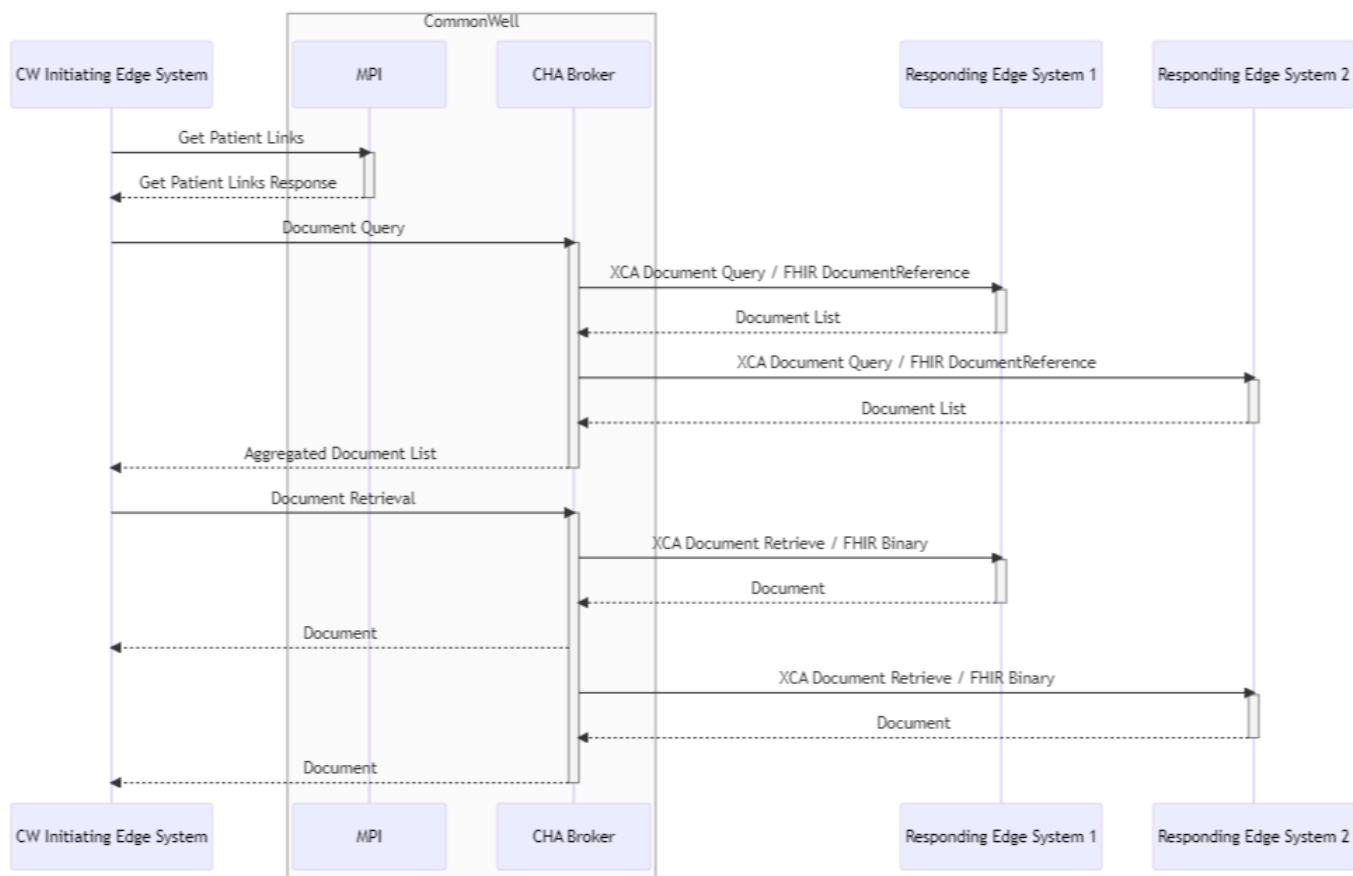 CommonWell
CW Initiating Edge System
MPI
CHA Broker
Responding Edge System 1
Responding Edge System 2
Get Patient Links
Get Patient Links Response
Document Query
XCA Document Query / FHIR DocumentReference
Document List
XCA Document Query / FHIR DocumentReference
Document List
Aggregated Document List
Document Retrieval
XCA Document Retrieve / FHIR Binary
Document
Document
XCA Document Retrieve / FHIR Binary
Document
Document
CW Initiating Edge System
MPI
CHA Broker
Responding Edge System 1
Responding Edge System 2